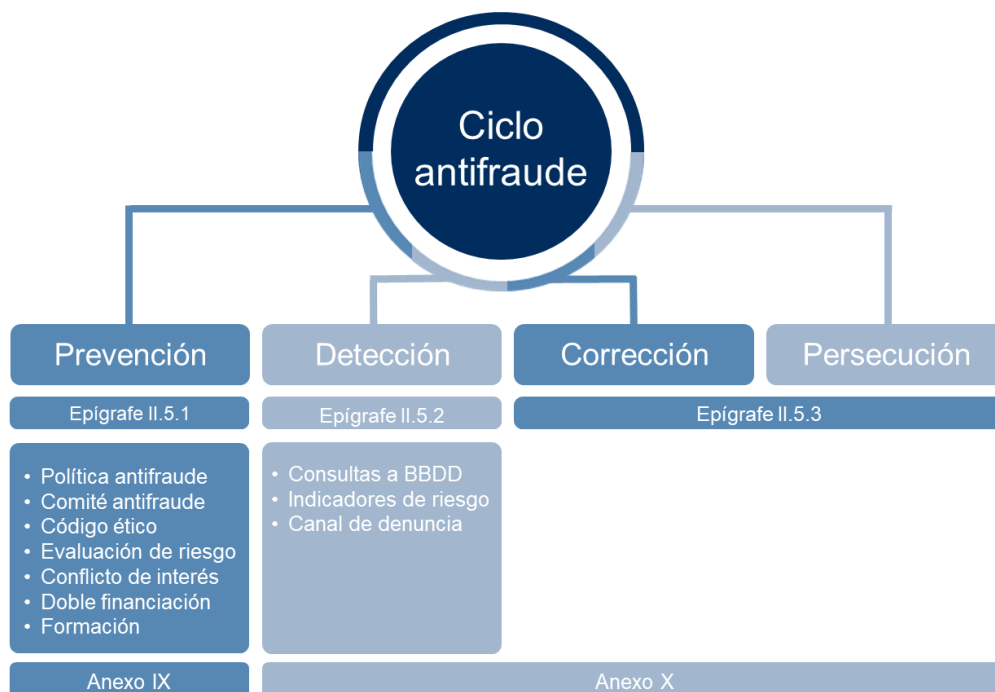 Ciclo
antifraude
Prevención
Detección
Corrección
Persecución
Epígrafe II.5.1
Epígrafe II.5.2
Epígrafe II.5.3
• Política antifraude
• Comité antifraude
• Código ético
• Evaluación de riesgo
• Conflicto de interés
• Doble financiación
• Formación
• Consultas a BBDD
• Indicadores de riesgo
• Canal de denuncia
Anexo IX
Anexo X